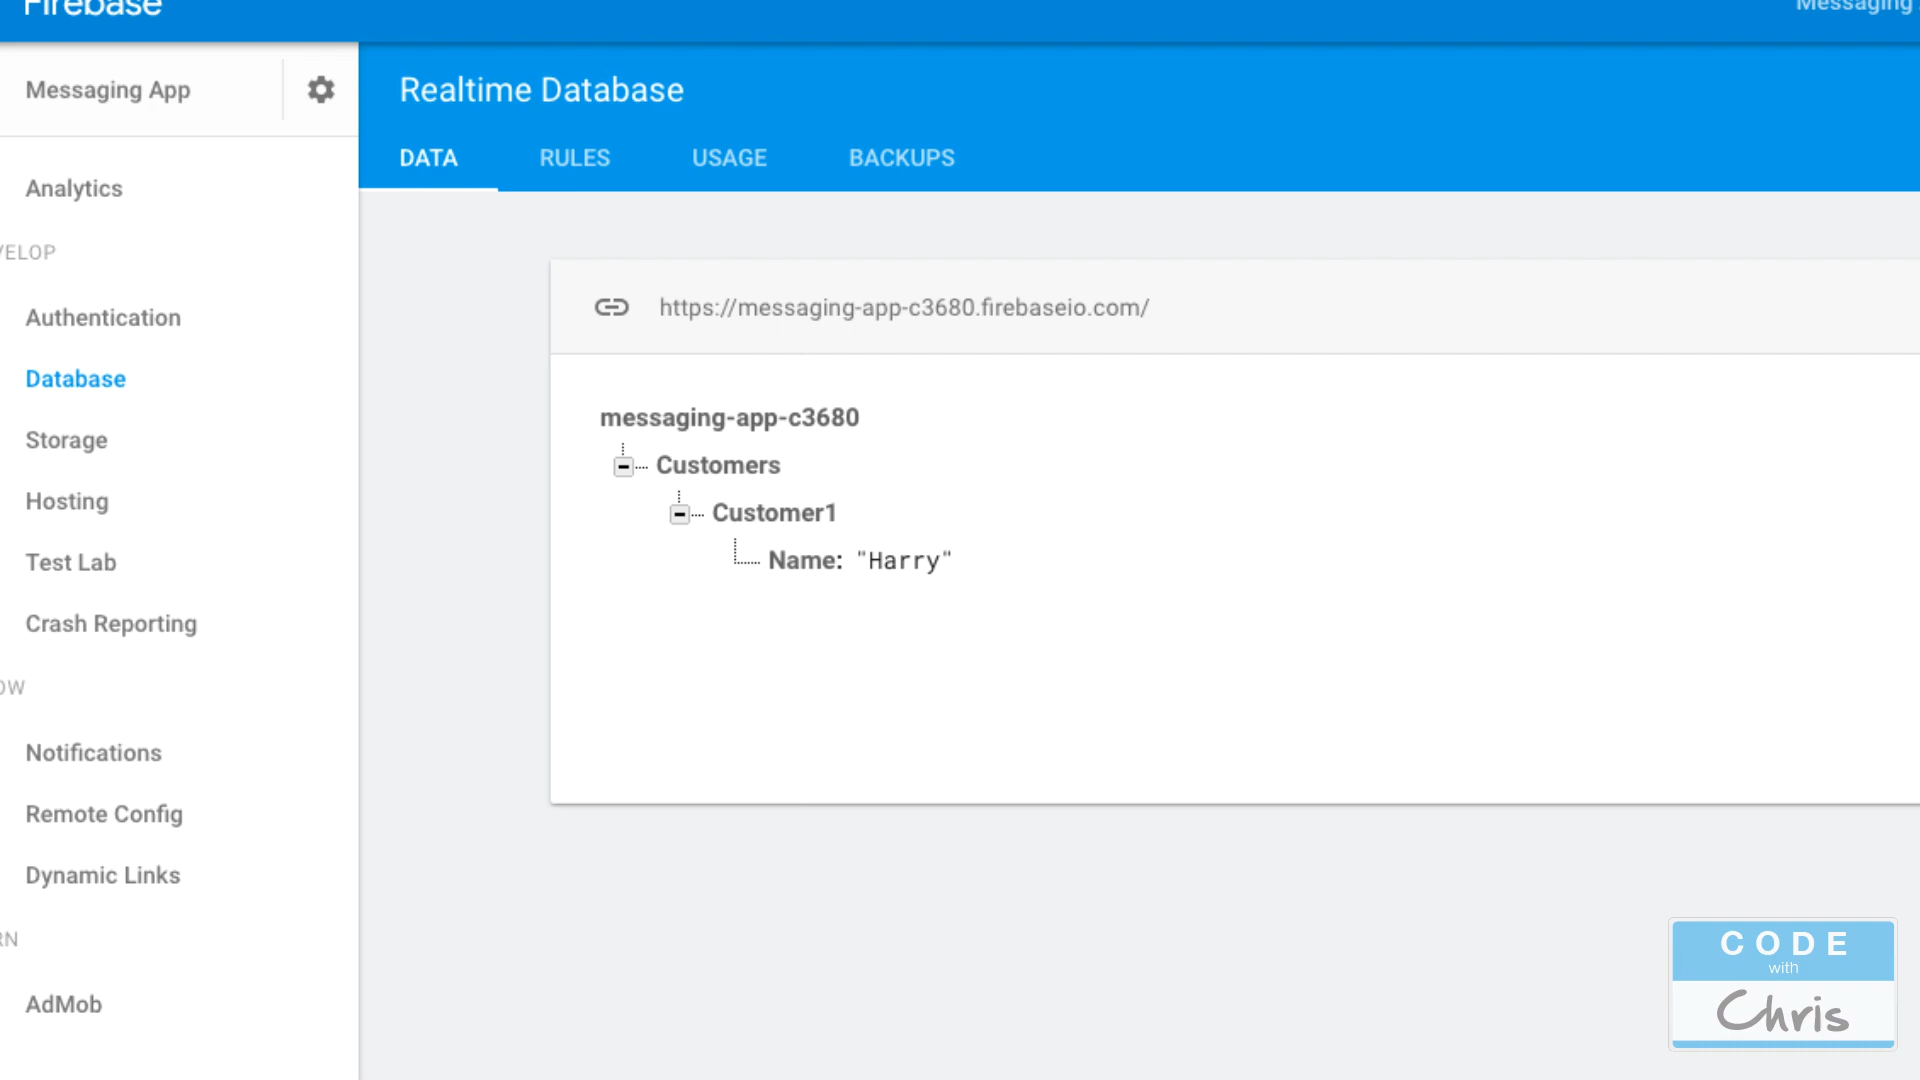 Firebase
Messaging
Messaging App
Realtime Database
DATA RULES USAGE BACKUPS
Analytics
VELOP
Authentication
Database
Storage
Hosting
Test Lab
Crash Reporting
OW
Notifications
Remote Config
Dynamic Links
RN
AdMob
https://messaging-app-c3680.firebaseio.com/
messaging-app-c3680
Customers
Customer1
Name: "Harry"
CODE
with
Chris